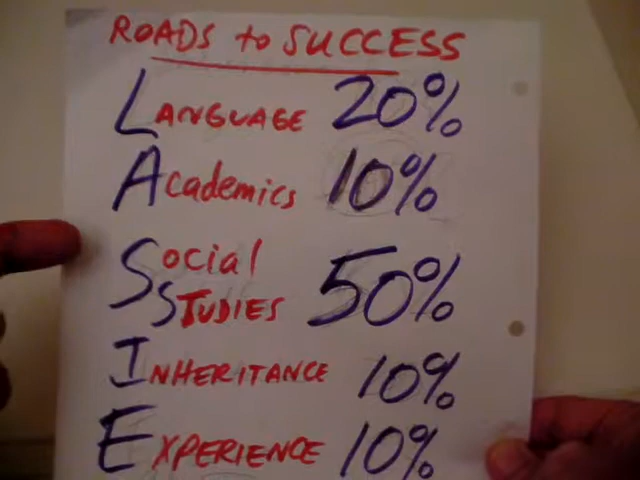 ROADS to SUCCESS
LANGUAGE 20%
Academics 10%
Social
STUDIES 50%
INHERITANCE 10%
EXPERIENCE 10%